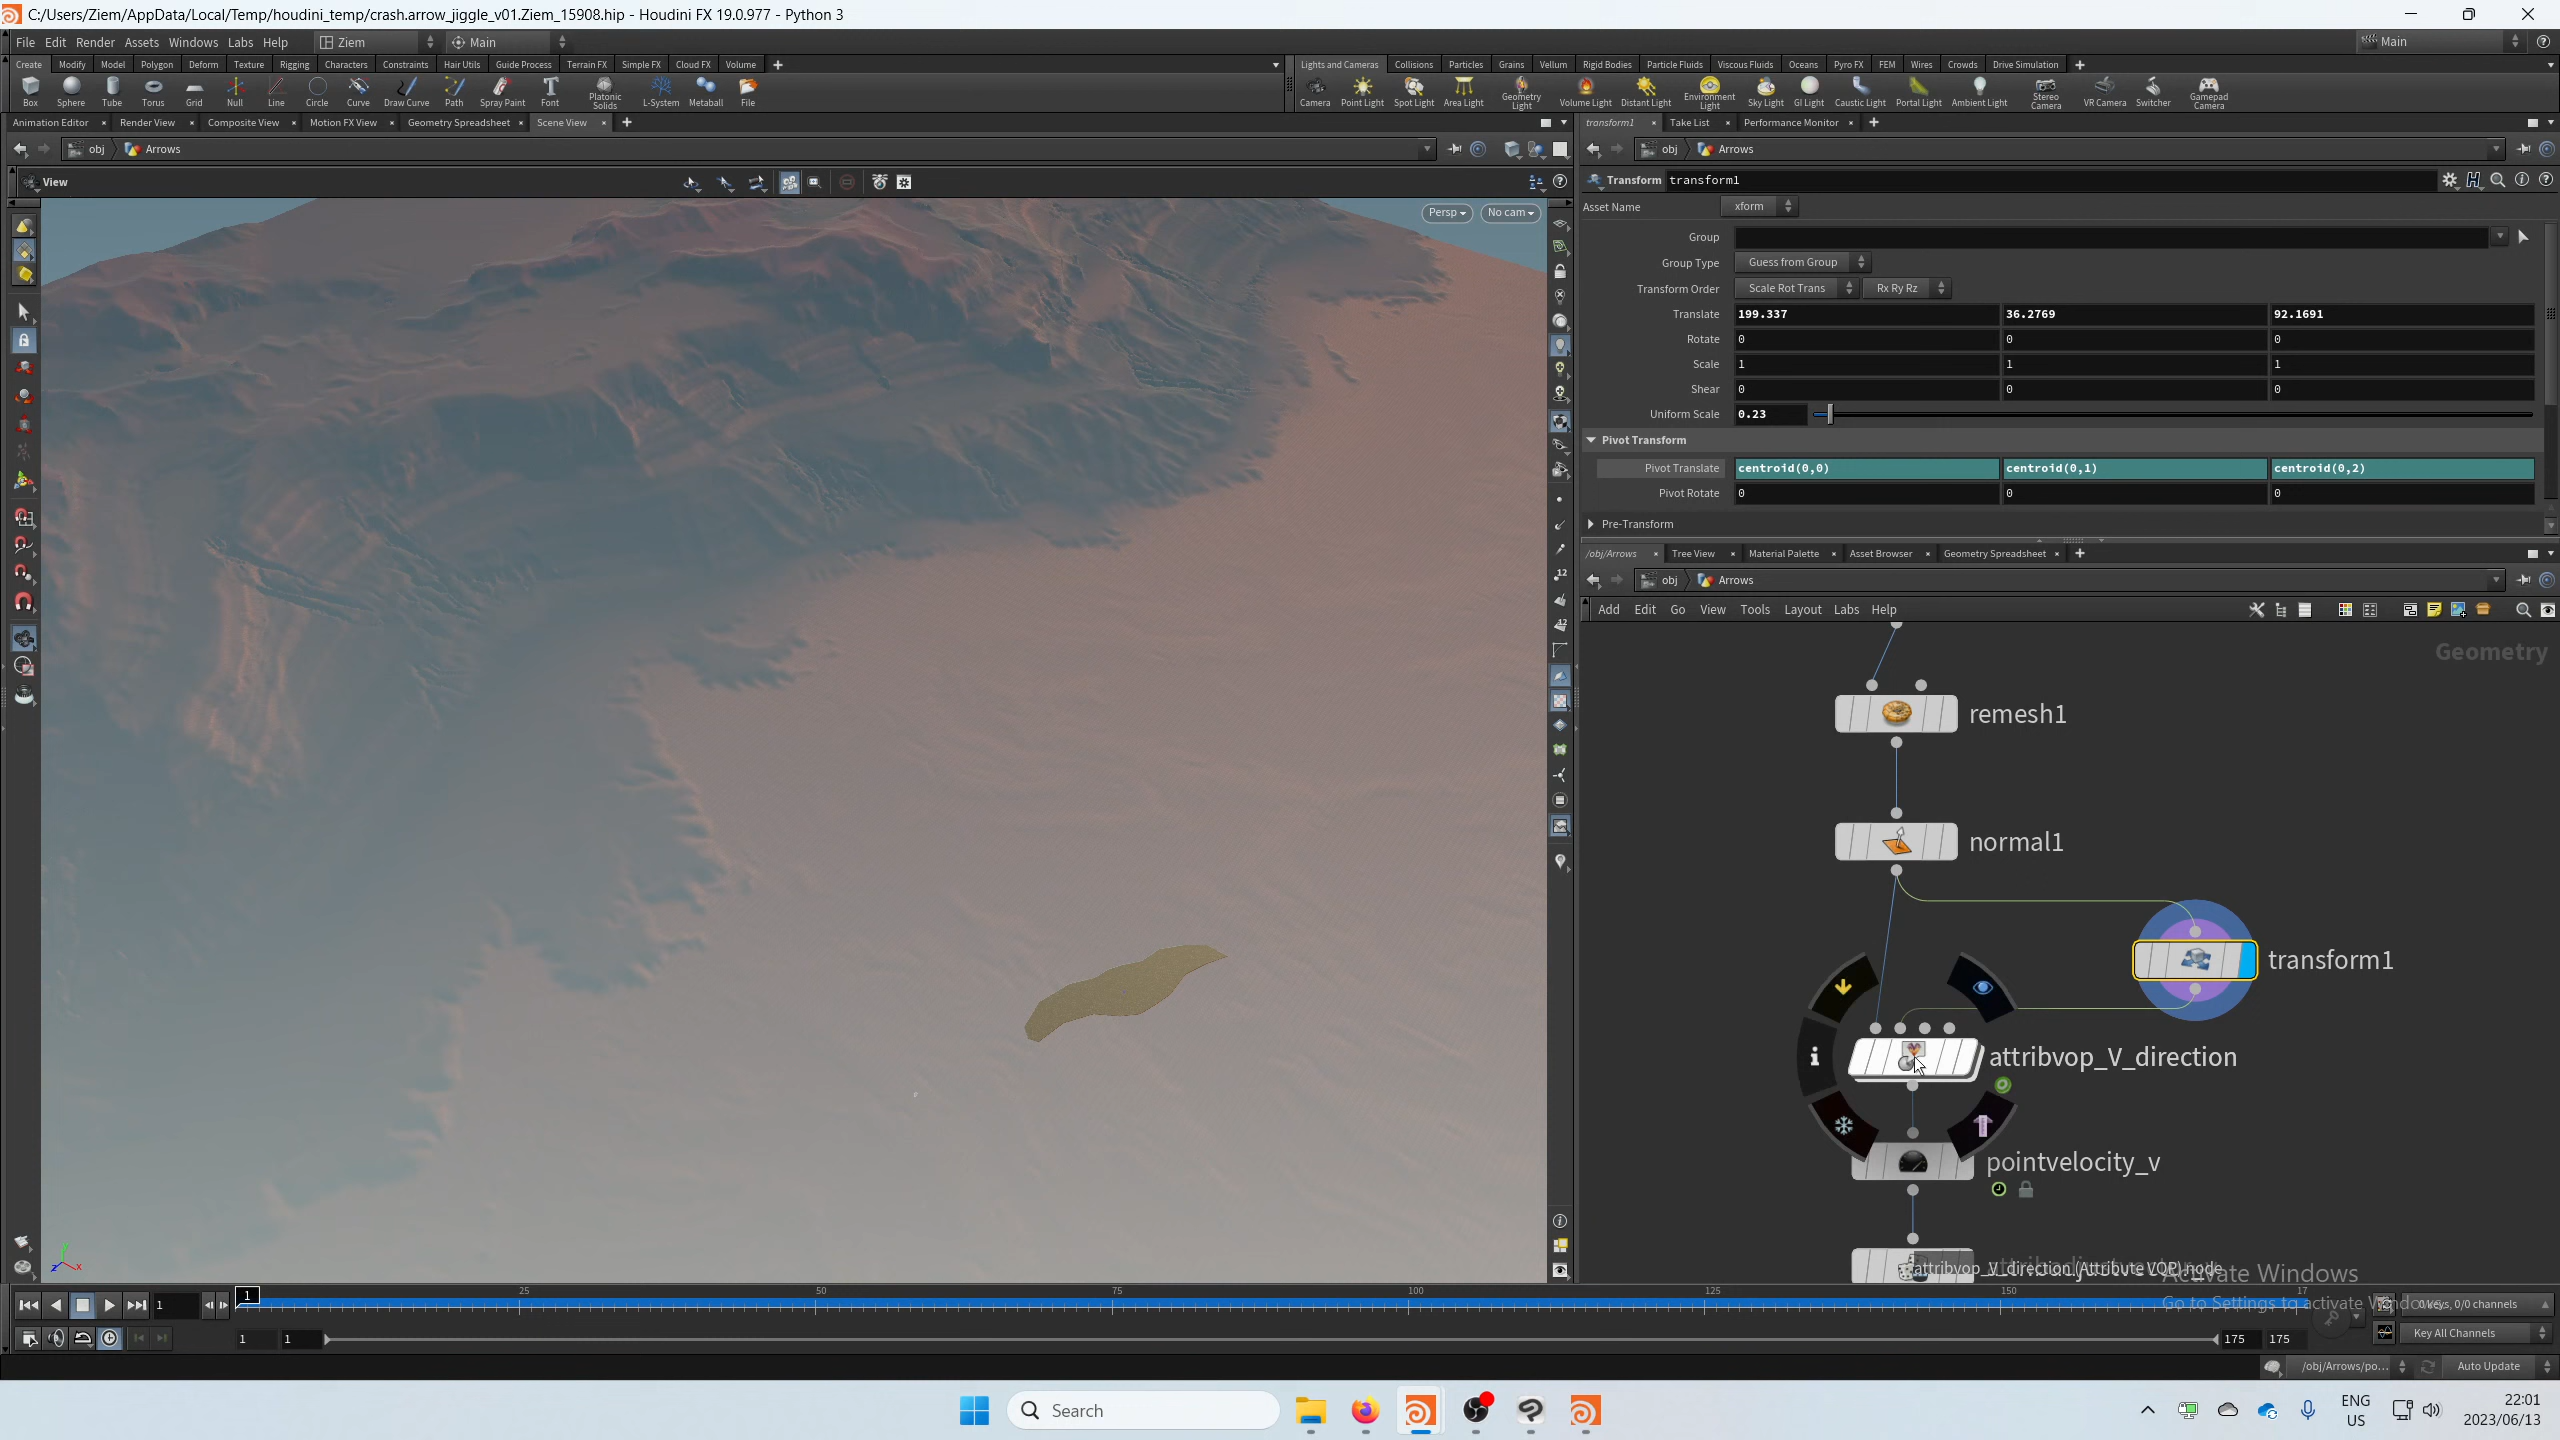 C:/Users/Ziem/AppData/Local/Temp/houdini_temp/crash.arrow_jiggle_v01.Ziem_15908.hip - Houdini FX 19.0.977 - Python 3
File Edit Render Assets Windows Labs Help Ziem Main Main
Create Modify Model Polygon Deform Texture Rigging Characters Constraints Hair Utils Guide Process Terrain FX Simple FX Cloud FX Volume
Lights and Cameras Collisions Particles Grains Vellum Rigid Bodies Particle Fluids Viscous Fluids Oceans Pyro FX FEM Wires Crowds Drive Simulation
Box Sphere Tube Torus Grid Null Line Circle Curve Draw Curve Path Spray Paint Font Platonic Solids L-System Metaball File
Camera Point Light Spot Light Area Light Geometry Light Volume Light Distant Light Environment Light Sky Light GI Light Caustic Light Portal Light Ambient Light Stereo Camera VR Camera Switcher Gamepad Camera
Animation Editor Render View Composite View Motion FX View Geometry Spreadsheet Scene View
transform1 Take List Performance Monitor
obj Arrows
obj Arrows
View
Persp No cam
Transform transform1
Asset Name xform
Group
Group Type Guess from Group
Transform Order Scale Rot Trans Rx Ry Rz
Translate 199.337 36.2769 92.1691
Rotate 0 0 0
Scale 1 1 1
Shear 0 0 0
Uniform Scale 0.23
Pivot Transform
Pivot Translate centroid(0,0) centroid(0,1) centroid(0,2)
Pivot Rotate 0 0 0
Pre-Transform
/obj/Arrows Tree View Material Palette Asset Browser Geometry Spreadsheet
obj Arrows
Add Edit Go View Tools Layout Labs Help
Geometry
remesh1
normal1
transform1
attribvop_V_direction
pointvelocity_v
attribvop_V_direction (Attribute VOP) node
Activate Windows
Go to Settings to activate Windows.
1 1 25 50 75 100 125 150 17
0 keys, 0/0 channels
1 1 175 175
Key All Channels
/obj/Arrows/po... Auto Update
Search
ENG
US
22:01
2023/06/13